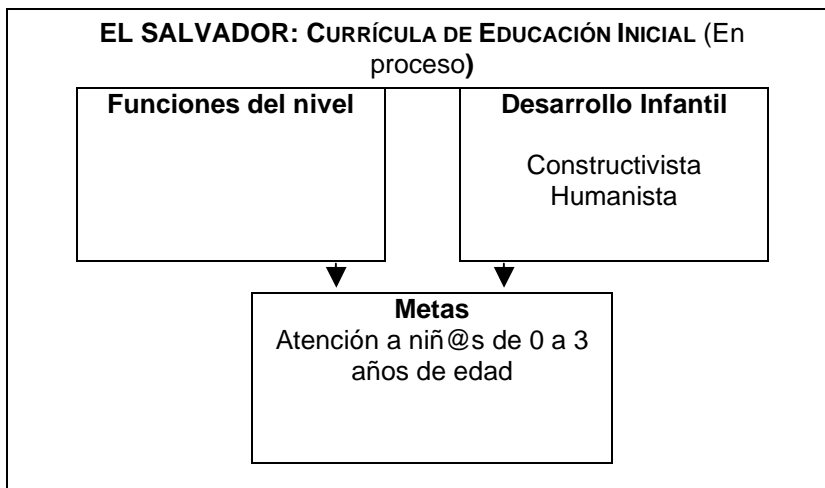 EL SALVADOR: CURRÍCULA DE EDUCACIÓN INICIAL (En
proceso)
Funciones del nivel
Desarrollo Infantil
Constructivista
Humanista
Metas
Atención a niñ@s de 0 a 3
años de edad